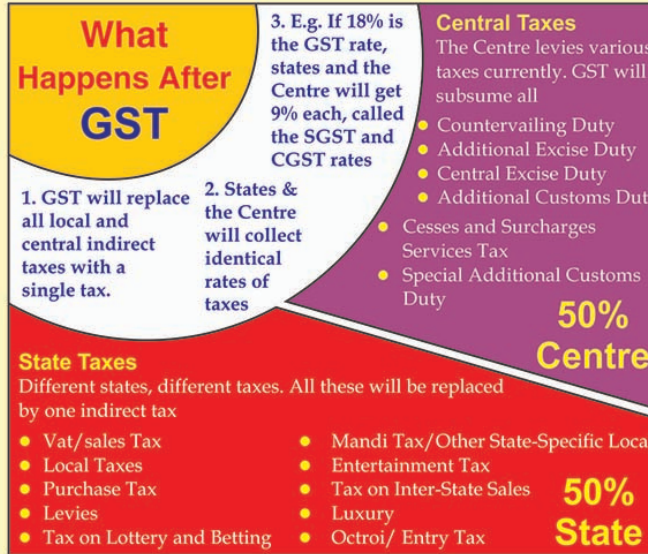 What
Happens After
GST
1. GST will replace
all local and
central indirect
taxes with a
single tax.
2. States &
the Centre
will collect
identical
rates of
taxes
3. E.g. If 18% is
the GST rate,
states and the
Centre will get
9% each, called
the SGST and
CGST rates
Central Taxes
The Centre levies various
taxes currently. GST will
subsume all
● Countervailing Duty
● Additional Excise Duty
● Central Excise Duty
● Additional Customs Dut
● Cesses and Surcharges
Services Tax
● Special Additional Customs
Duty
50%
Centre
State Taxes
Different states, different taxes. All these will be replaced
by one indirect tax
● Vat/sales Tax
● Local Taxes
● Purchase Tax
● Levies
● Tax on Lottery and Betting
● Mandi Tax/Other State-Specific Loca
● Entertainment Tax
● Tax on Inter-State Sales
● Luxury
● Octroi/ Entry Tax
50%
State